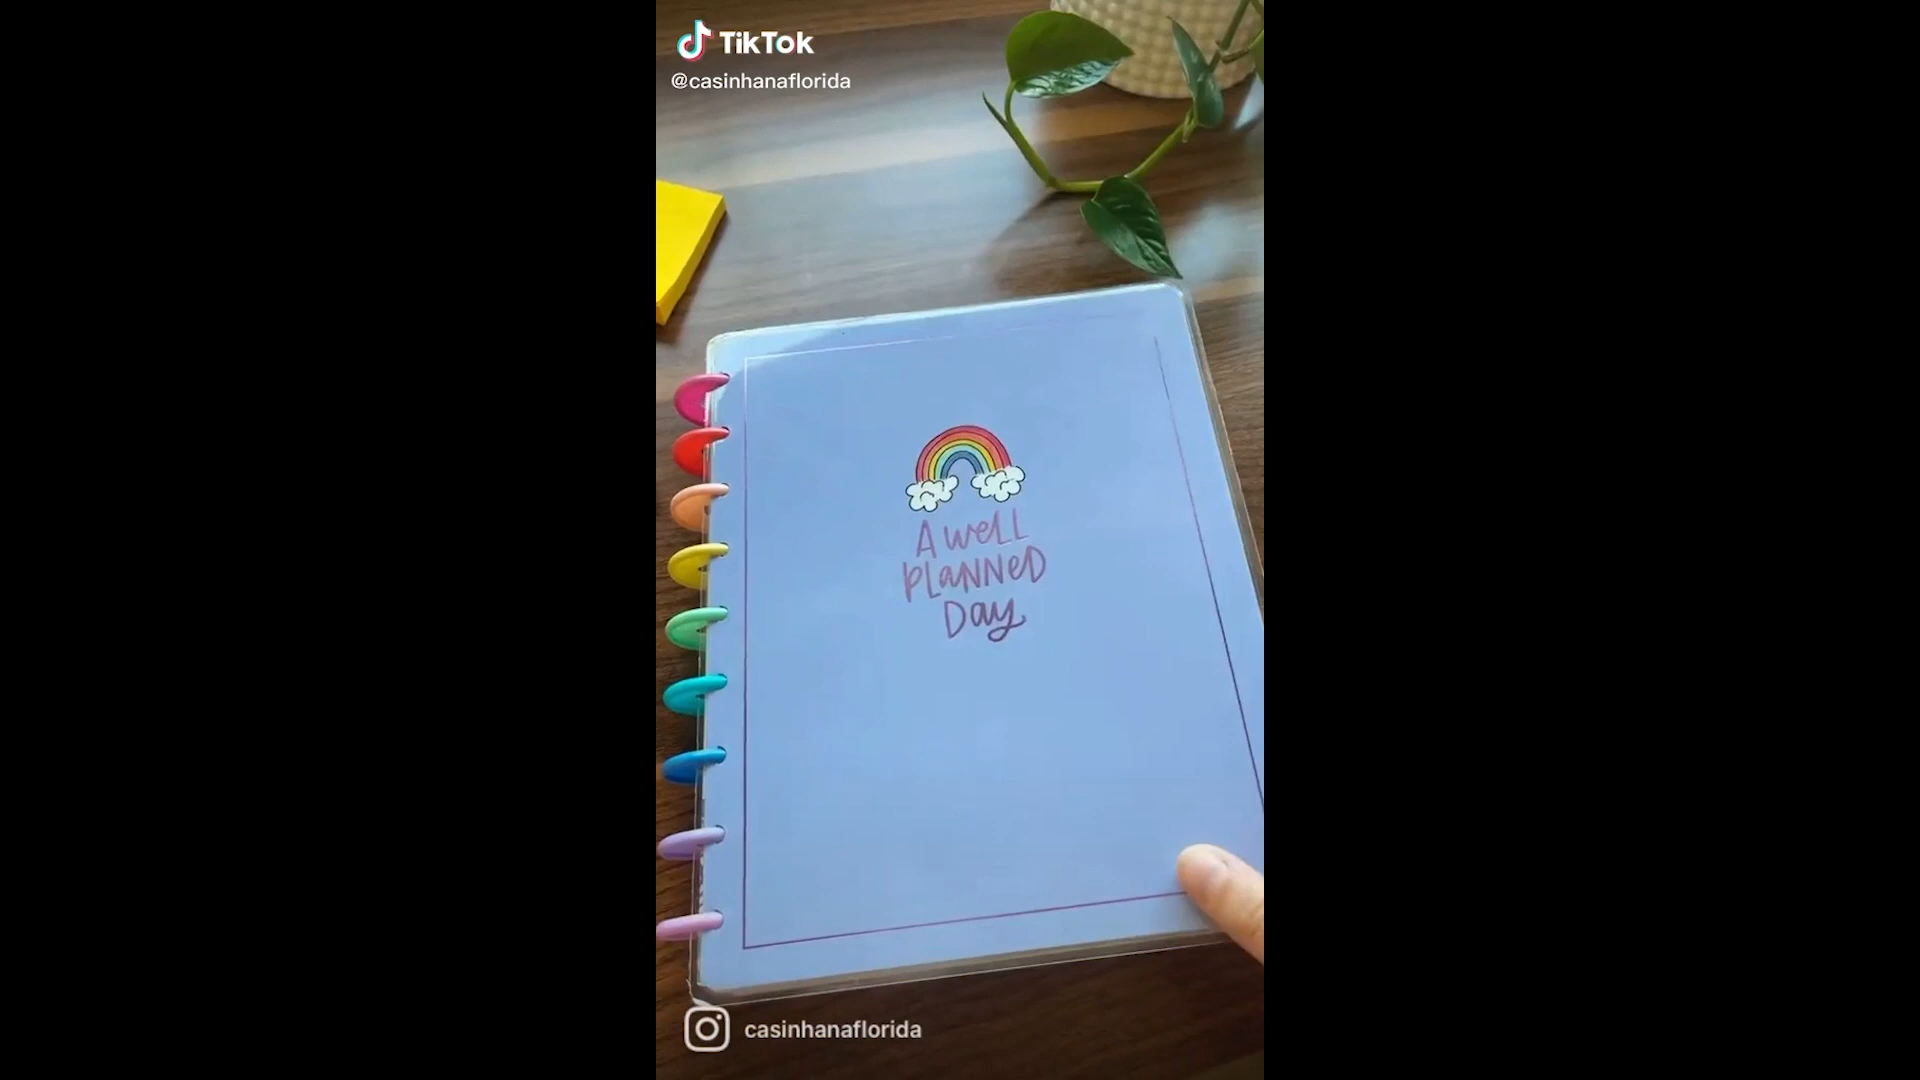 TikTok
@casinhanaflorida
A well
planned
Day
casinhanaflorida